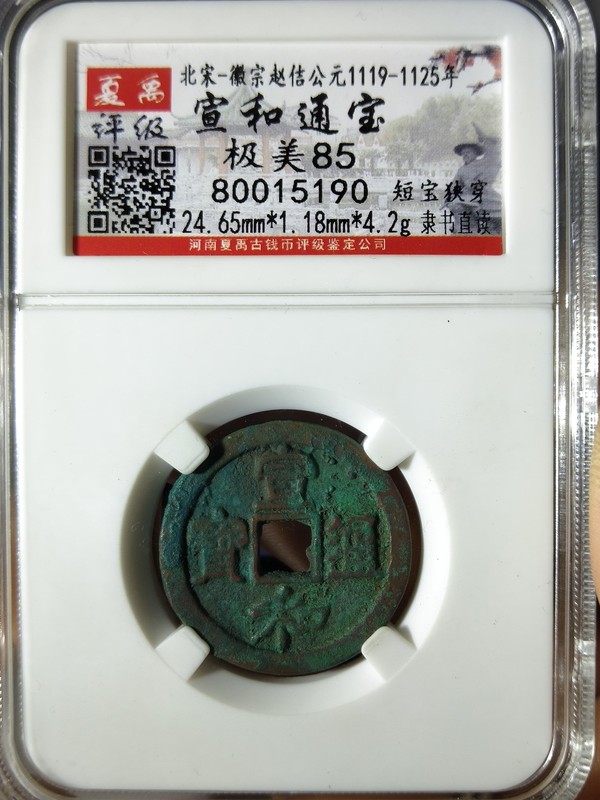 夏禹
评级
北宋-徽宗赵佶公元1119-1125年
宣和通宝
极美85
80015190 短宝狭穿
24.65mm*1.18mm*4.2g 隶书直读
河南夏禹古钱币评级鉴定公司
宣
和
通
寳